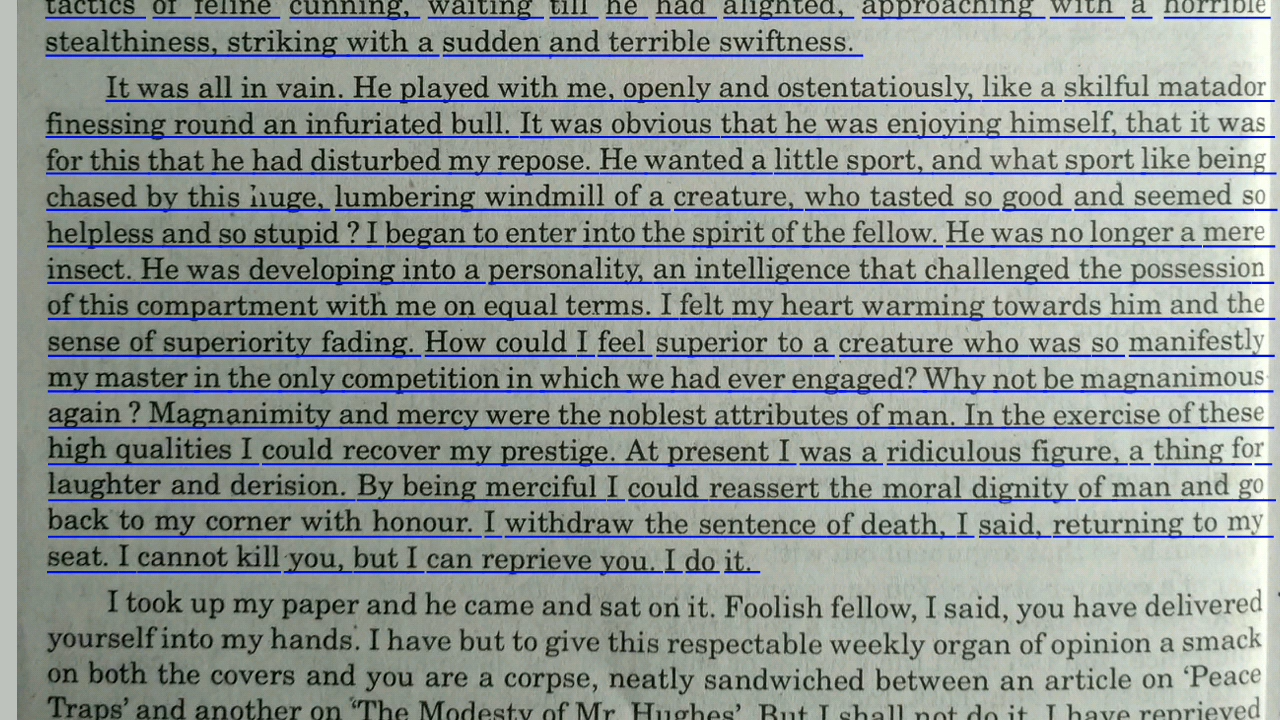 tactics of feline cunning, waiting till he had alighted, approaching with a horrible
stealthiness, striking with a sudden and terrible swiftness.
It was all in vain. He played with me, openly and ostentatiously, like a skilful matador
finessing round an infuriated bull. It was obvious that he was enjoying himself, that it was
for this that he had disturbed my repose. He wanted a little sport, and what sport like being
chased by this huge, lumbering windmill of a creature, who tasted so good and seemed so
helpless and so stupid ? I began to enter into the spirit of the fellow. He was no longer a mere
insect. He was developing into a personality, an intelligence that challenged the possession
of this compartment with me on equal terms. I felt my heart warming towards him and the
sense of superiority fading. How could I feel superior to a creature who was so manifestly
my master in the only competition in which we had ever engaged? Why not be magnanimous
again ? Magnanimity and mercy were the noblest attributes of man. In the exercise of these
high qualities I could recover my prestige. At present I was a ridiculous figure, a thing for
laughter and derision. By being merciful I could reassert the moral dignity of man and go
back to my corner with honour. I withdraw the sentence of death, I said, returning to my
seat. I cannot kill you, but I can reprieve you. I do it.
I took up my paper and he came and sat on it. Foolish fellow, I said, you have delivered
yourself into my hands. I have but to give this respectable weekly organ of opinion a smack
on both the covers and you are a corpse, neatly sandwiched between an article on 'Peace
Traps' and another on 'The Modesty of Mr. Hughes'. But I shall not do it. I have reprieved